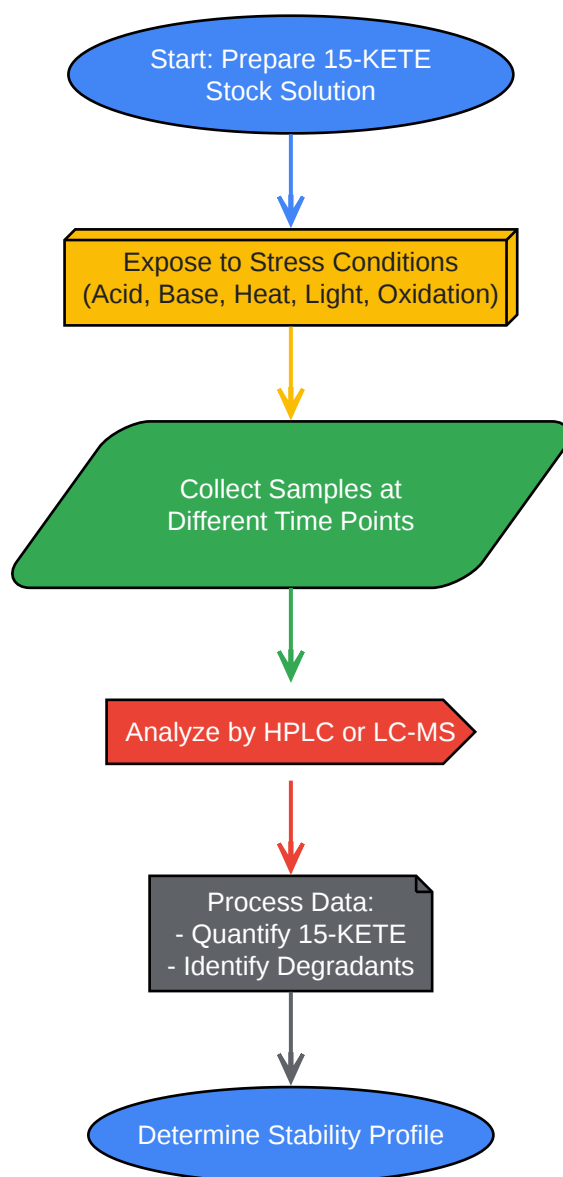 Start: Prepare 15-KETE
Stock Solution
Expose to Stress Conditions
(Acid, Base, Heat, Light, Oxidation)
Collect Samples at
Different Time Points
Analyze by HPLC or LC-MS
Process Data:
- Quantify 15-KETE
- Identify Degradants
Determine Stability Profile